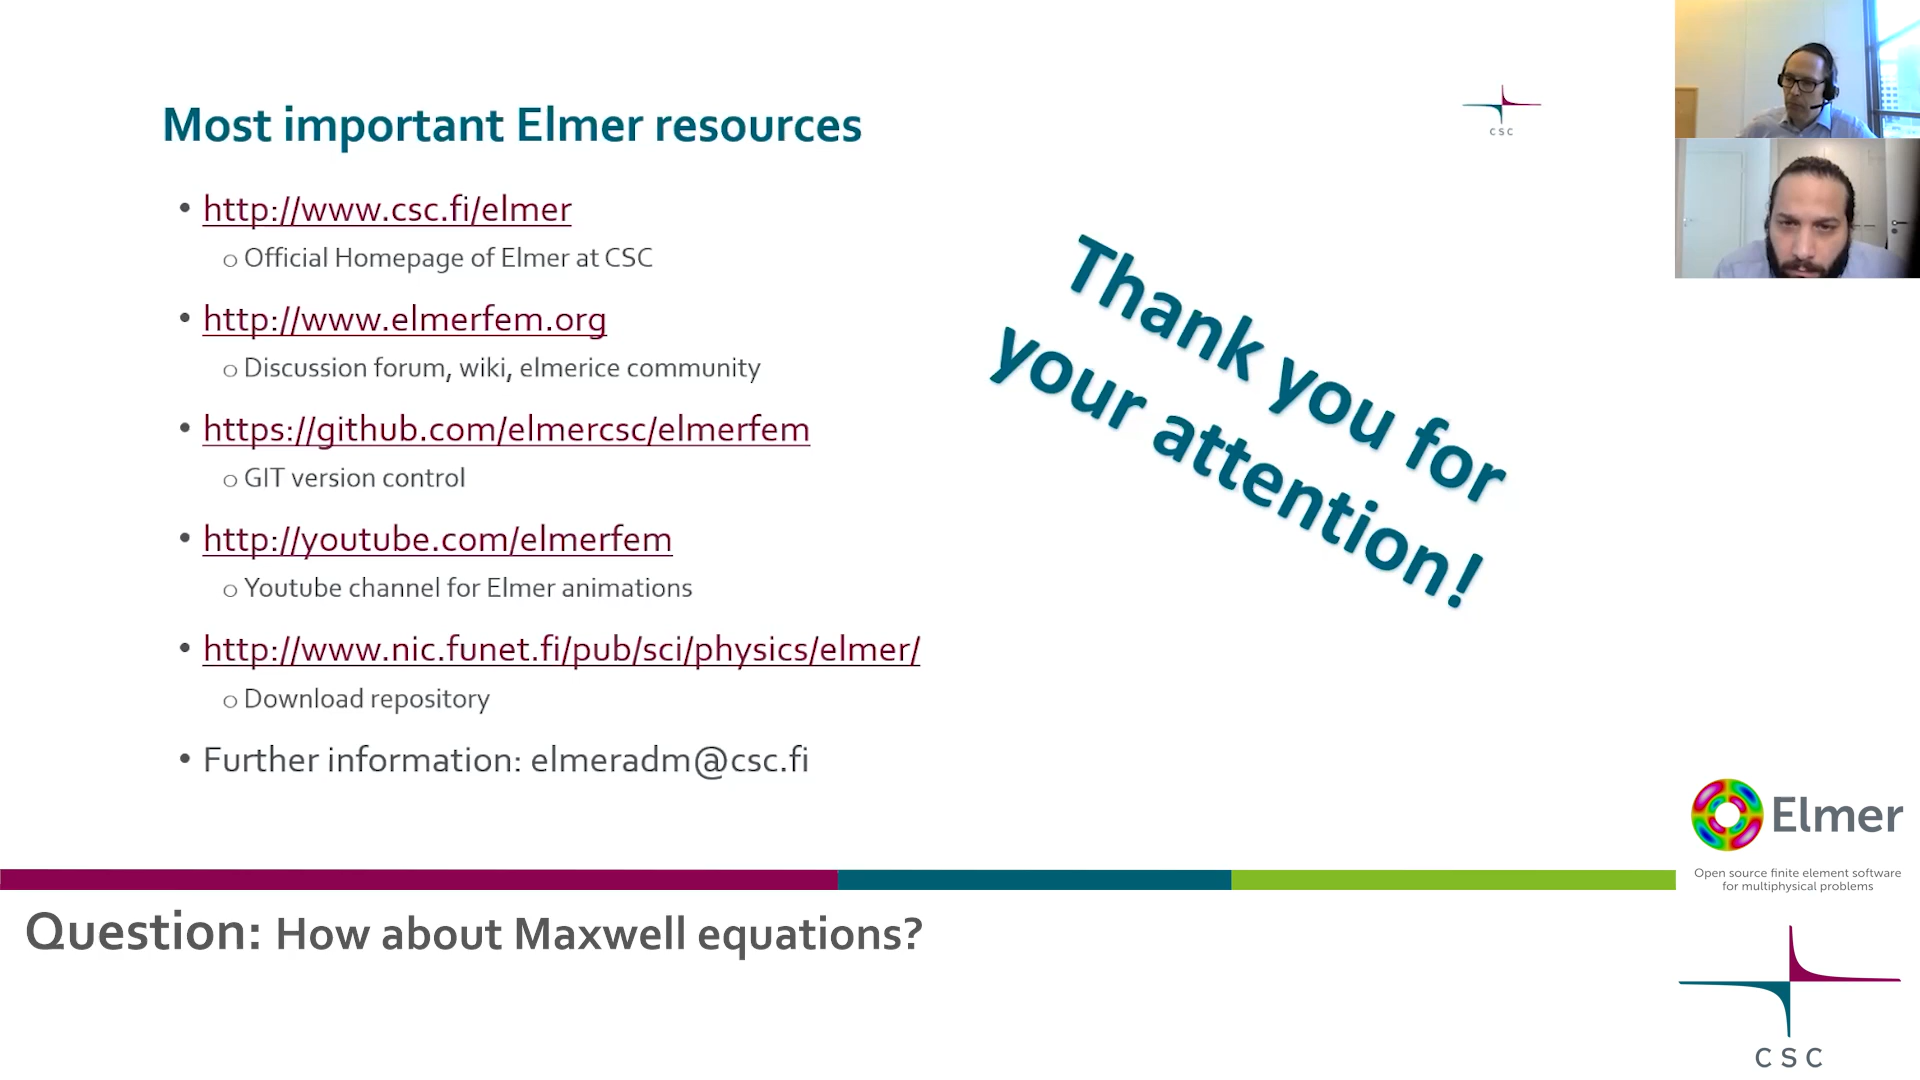 Most important Elmer resources
CSC
• http://www.csc.fi/elmer
o Official Homepage of Elmer at CSC
• http://www.elmerfem.org
o Discussion forum, wiki, elmerice community
• https://github.com/elmercsc/elmerfem
o GIT version control
• http://youtube.com/elmerfem
o Youtube channel for Elmer animations
• http://www.nic.funet.fi/pub/sci/physics/elmer/
o Download repository
• Further information: elmeradm@csc.fi
Thank you for
your attention!
Elmer
Open source finite element software
for multiphysical problems
Question: How about Maxwell equations?
CSC